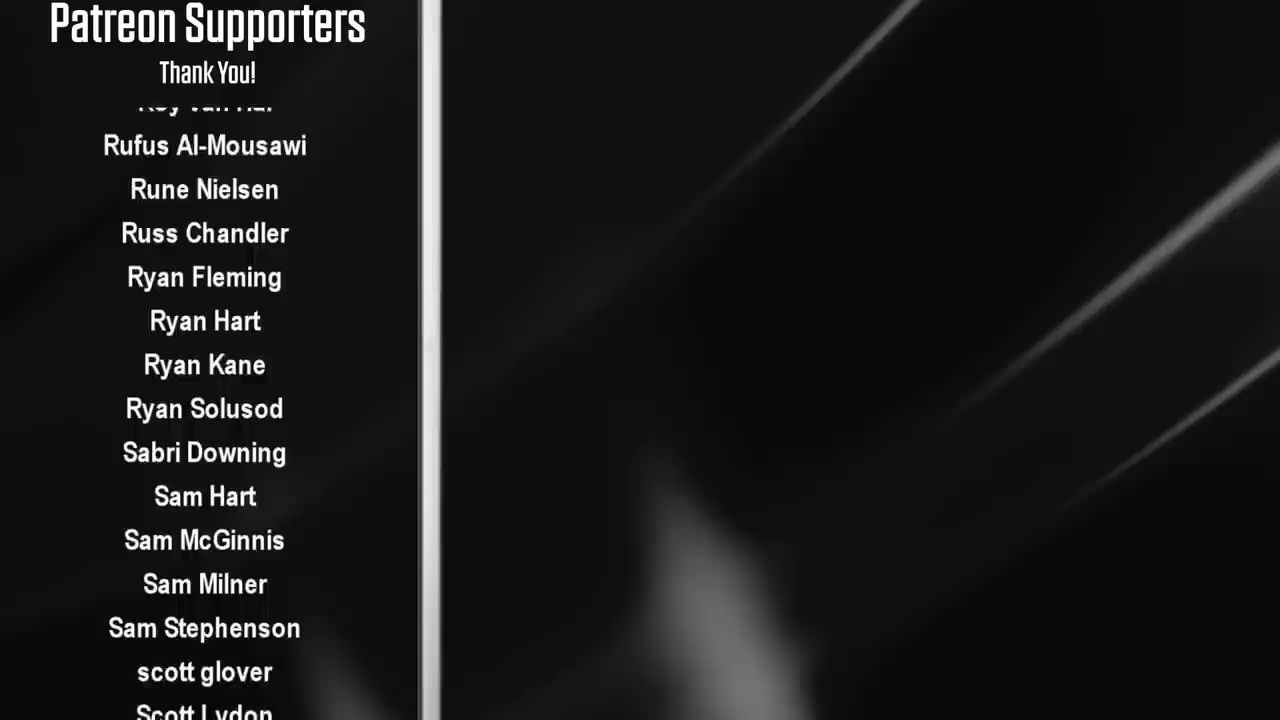 Patreon Supporters
Thank You!
Rufus Al-Mousawi
Rune Nielsen
Russ Chandler
Ryan Fleming
Ryan Hart
Ryan Kane
Ryan Solusod
Sabri Downing
Sam Hart
Sam McGinnis
Sam Milner
Sam Stephenson
scott glover
Scott Lydon